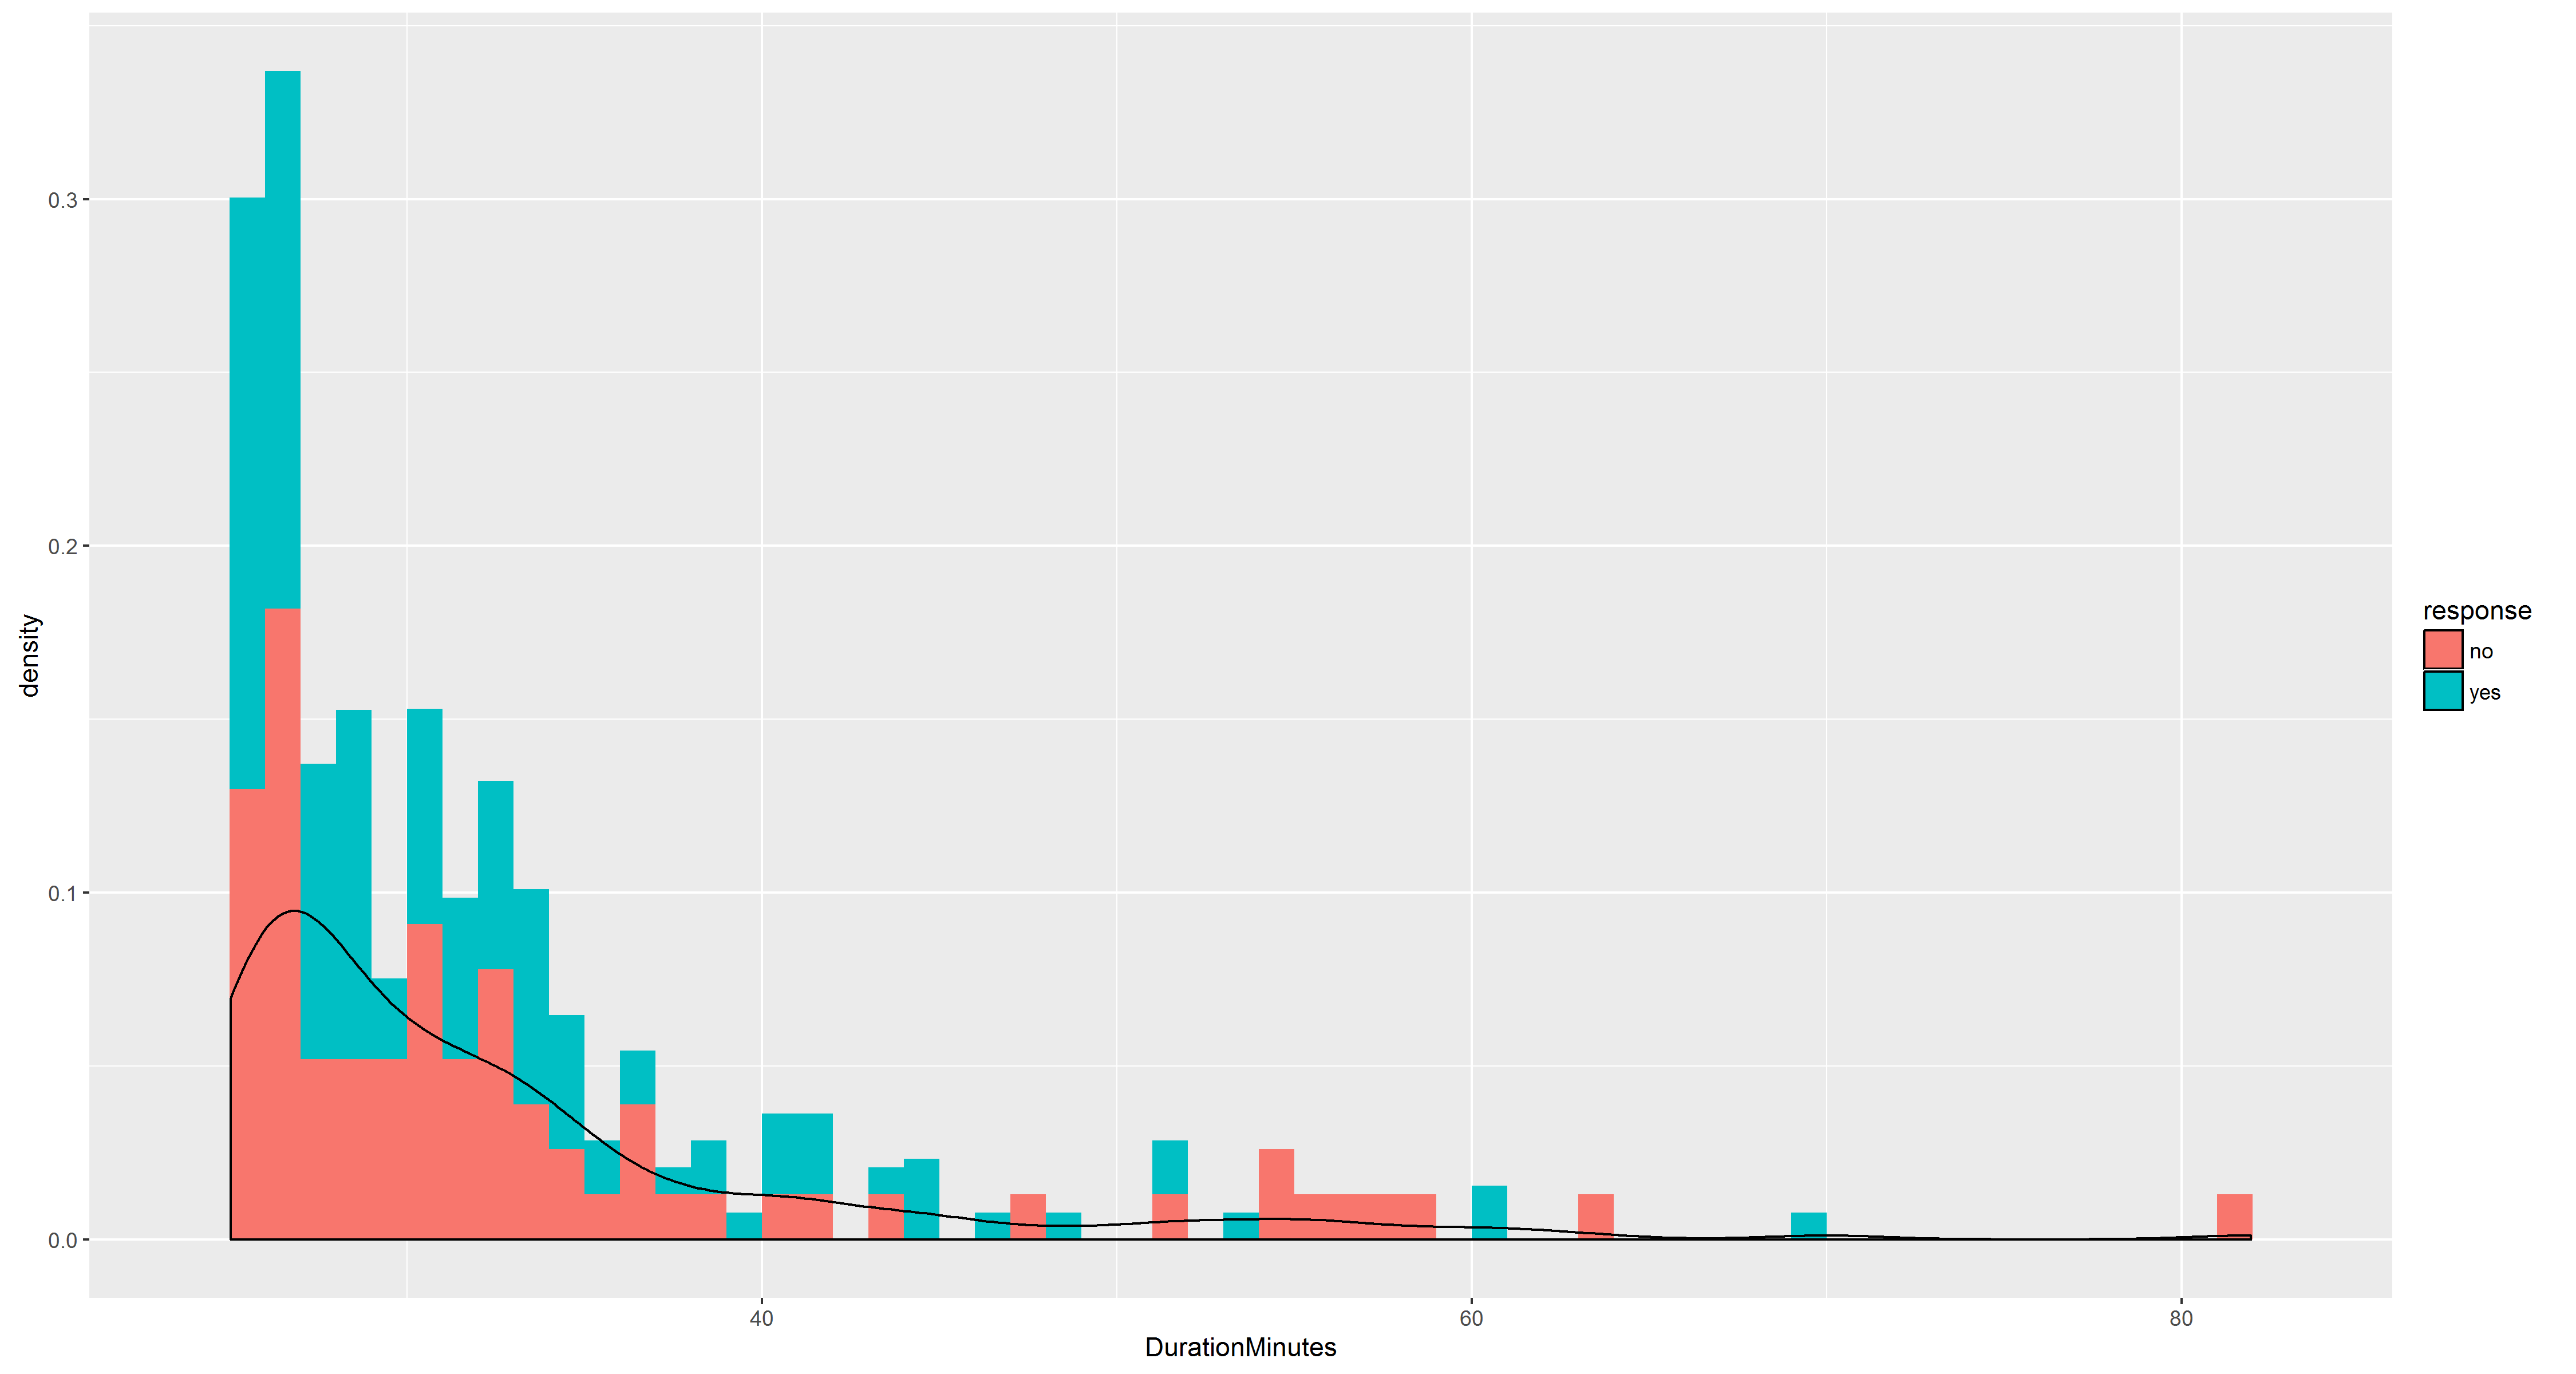 0.3
0.2
0.1
0.0
density
40
60
80
DurationMinutes
response
no
yes